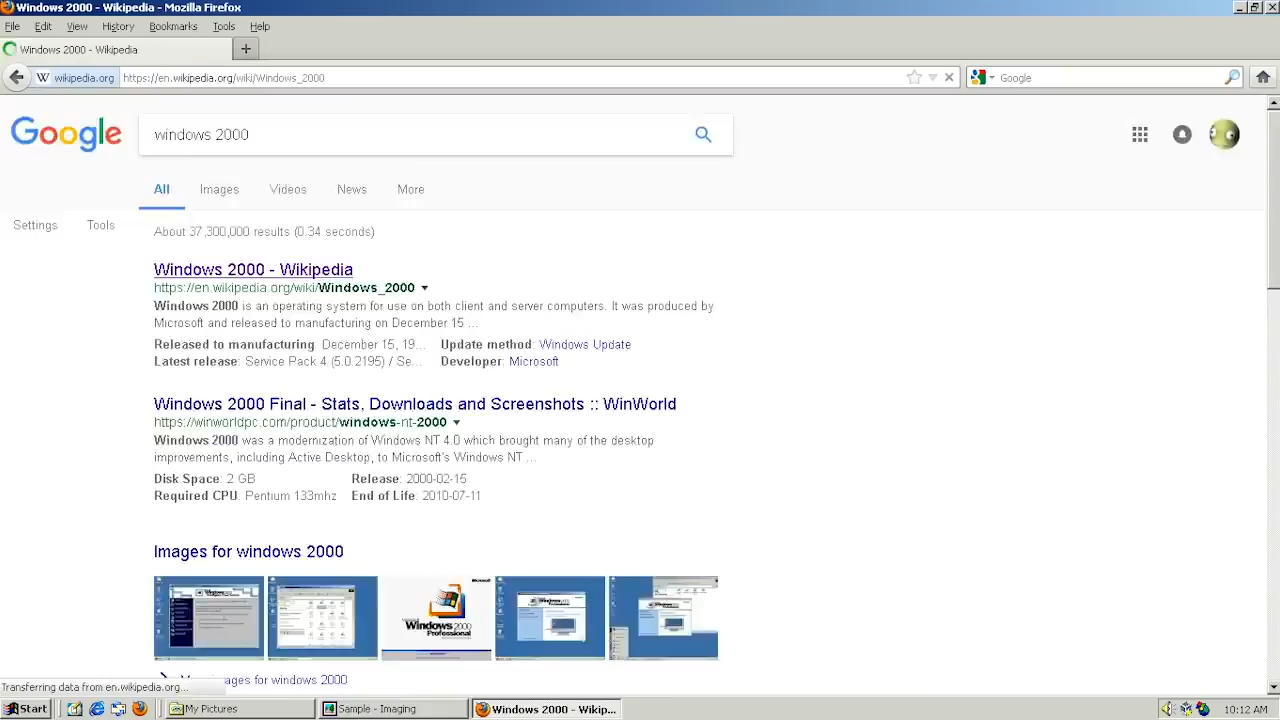 Windows 2000 - Wikipedia - Mozilla Firefox
File Edit View History Bookmarks Tools Help
Windows 2000 - Wikipedia
wikipedia.org https://en.wikipedia.org/wiki/Windows_2000 Google
Google windows 2000
All Images Videos News More
Settings Tools
About 37,300,000 results (0.34 seconds)
Windows 2000 - Wikipedia
https://en.wikipedia.org/wiki/Windows_2000
Windows 2000 is an operating system for use on both client and server computers. It was produced by
Microsoft and released to manufacturing on December 15 ...
Released to manufacturing: December 15, 19... Update method: Windows Update
Latest release: Service Pack 4 (5.0.2195) / Se... Developer: Microsoft
Windows 2000 Final - Stats, Downloads and Screenshots :: WinWorld
https://winworldpc.com/product/windows-nt-2000
Windows 2000 was a modernization of Windows NT 4.0 which brought many of the desktop
improvements, including Active Desktop, to Microsoft's Windows NT ...
Disk Space: 2 GB Release: 2000-02-15
Required CPU: Pentium 133mhz End of Life: 2010-07-11
Images for windows 2000
Microsoft
Windows 2000
Professional
images for windows 2000
Transferring data from en.wikipedia.org...
Start My Pictures Sample - Imaging Windows 2000 - Wikip... 10:12 AM